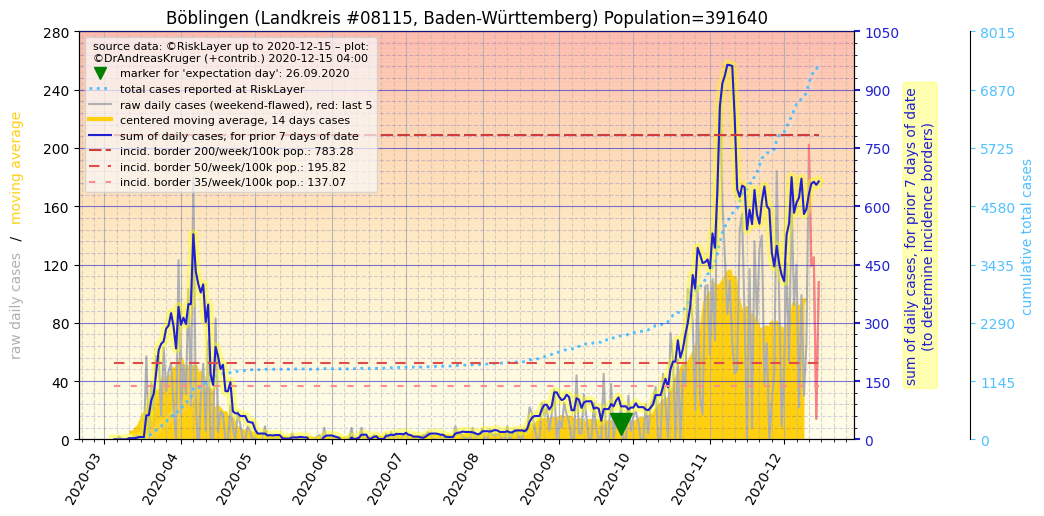 Böblingen (Landkreis #08115, Baden-Württemberg) Population=391640
source data: ©RiskLayer up to 2020-12-15 – plot:
©DrAndreasKruger (+contrib.) 2020-12-15 04:00
marker for 'expectation day': 26.09.2020
total cases reported at RiskLayer
raw daily cases (weekend-flawed), red: last 5
centered moving average, 14 days cases
sum of daily cases, for prior 7 days of date
incid. border 200/week/100k pop.: 783.28
incid. border 50/week/100k pop.: 195.82
incid. border 35/week/100k pop.: 137.07
raw daily cases / moving average
280
240
200
160
120
80
40
0
1050
900
750
600
450
300
150
0
sum of daily cases, for prior 7 days of date
(to determine incidence borders)
8015
6870
5725
4580
3435
2290
1145
0
cumulative total cases
2020-03
2020-04
2020-05
2020-06
2020-07
2020-08
2020-09
2020-10
2020-11
2020-12